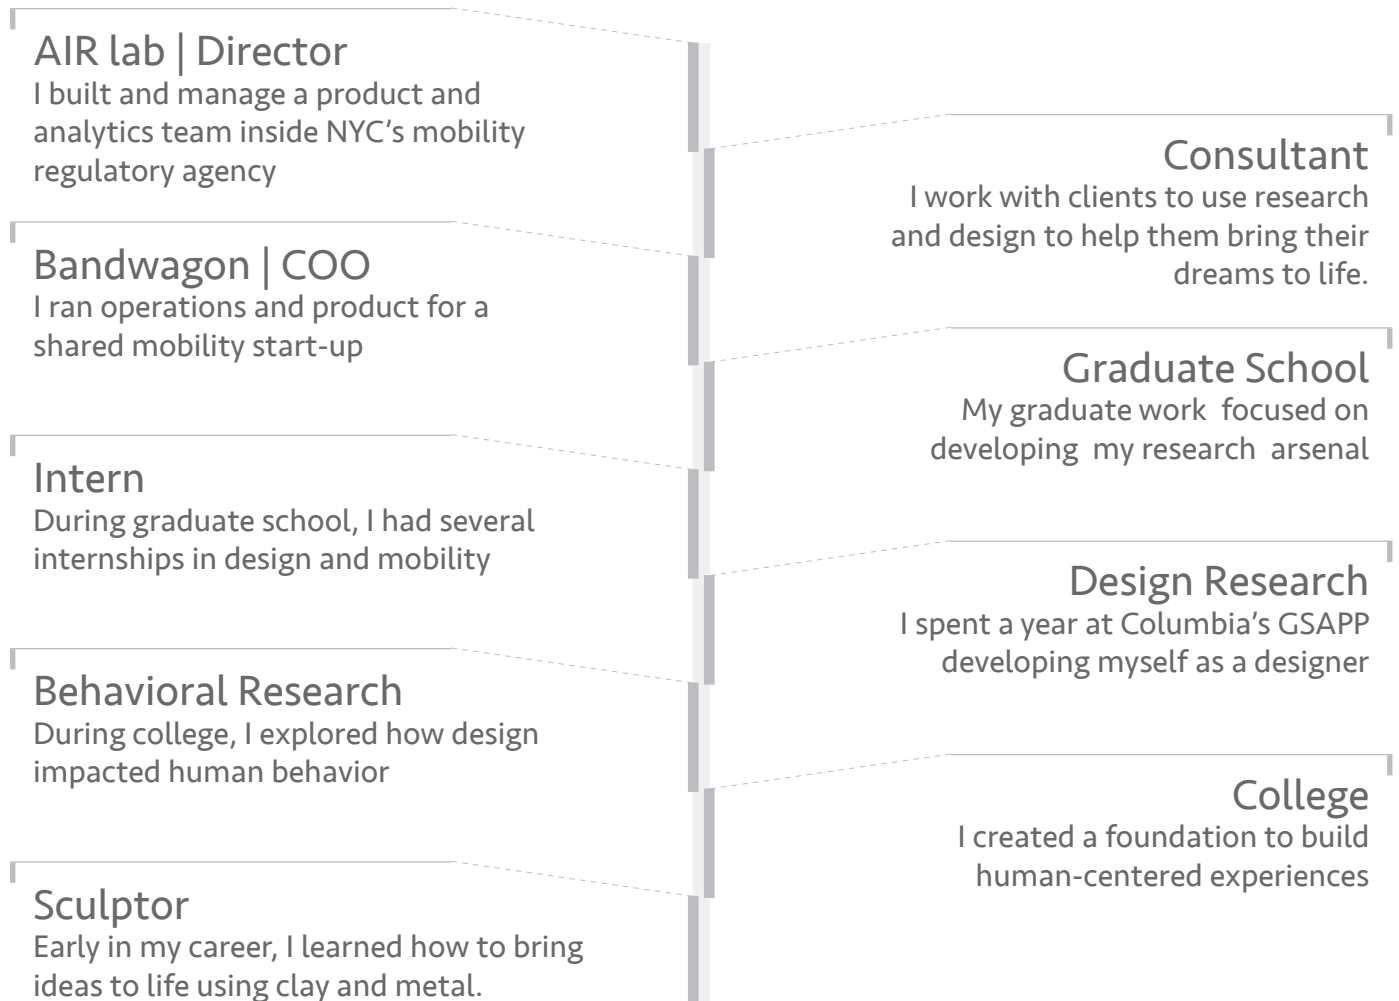 AIR lab | Director
I built and manage a product and
analytics team inside NYC's mobility
regulatory agency
Consultant
I work with clients to use research
and design to help them bring their
dreams to life.
Bandwagon | COO
I ran operations and product for a
shared mobility start-up
Graduate School
My graduate work focused on
developing my research arsenal
Intern
During graduate school, I had several
internships in design and mobility
Design Research
I spent a year at Columbia's GSAPP
developing myself as a designer
Behavioral Research
During college, I explored how design
impacted human behavior
College
I created a foundation to build
human-centered experiences
Sculptor
Early in my career, I learned how to bring
ideas to life using clay and metal.